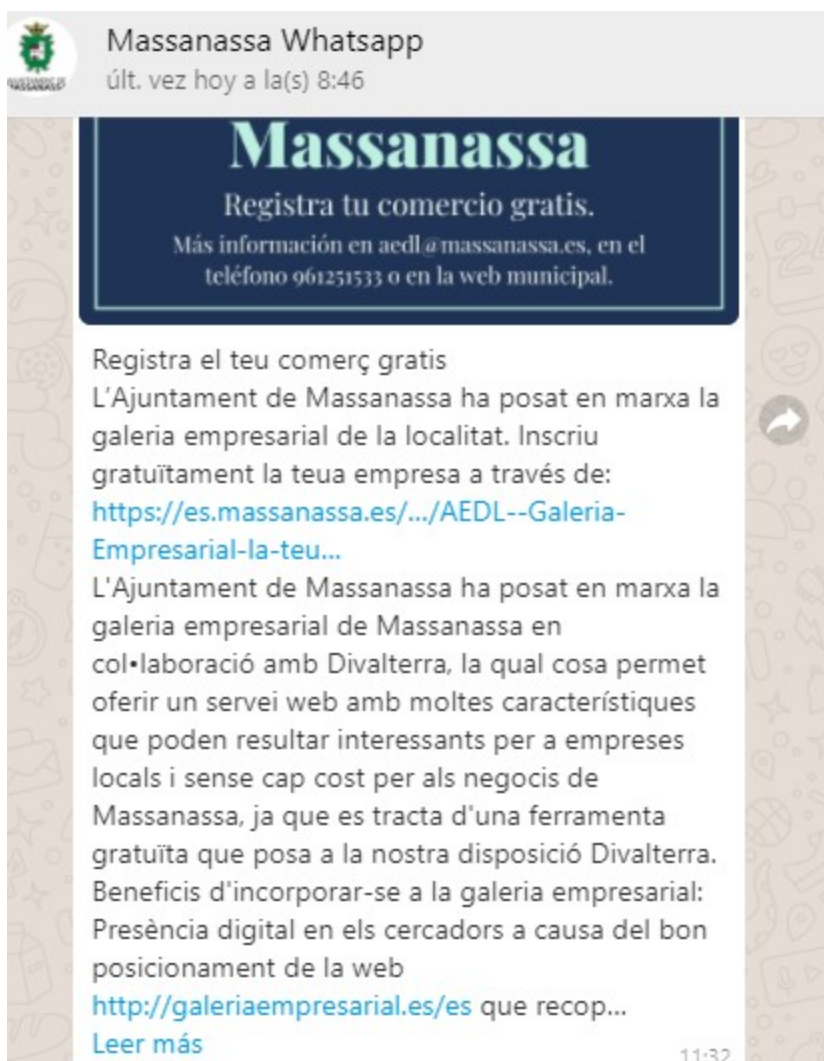 Massanassa Whatsapp
últ. vez hoy a la(s) 8:46
Massanassa
Registra tu comercio gratis.
Más información en aedl@massanassa.es, en el
teléfono 961251533 o en la web municipal.
Registra el teu comerç gratis
L'Ajuntament de Massanassa ha posat en marxa la
galeria empresarial de la localitat. Inscriu
gratuïtament la teua empresa a través de:
https://es.massanassa.es/.../AEDL--Galeria-
Empresarial-la-teu...
L'Ajuntament de Massanassa ha posat en marxa la
galeria empresarial de Massanassa en
col•laboració amb Divalterra, la qual cosa permet
oferir un servei web amb moltes característiques
que poden resultar interessants per a empreses
locals i sense cap cost per als negocis de
Massanassa, ja que es tracta d'una ferramenta
gratuïta que posa a la nostra disposició Divalterra.
Beneficis d'incorporar-se a la galeria empresarial:
Presència digital en els cercadors a causa del bon
posicionament de la web
http://galeriaempresarial.es/es que recop...
Leer más
11:32